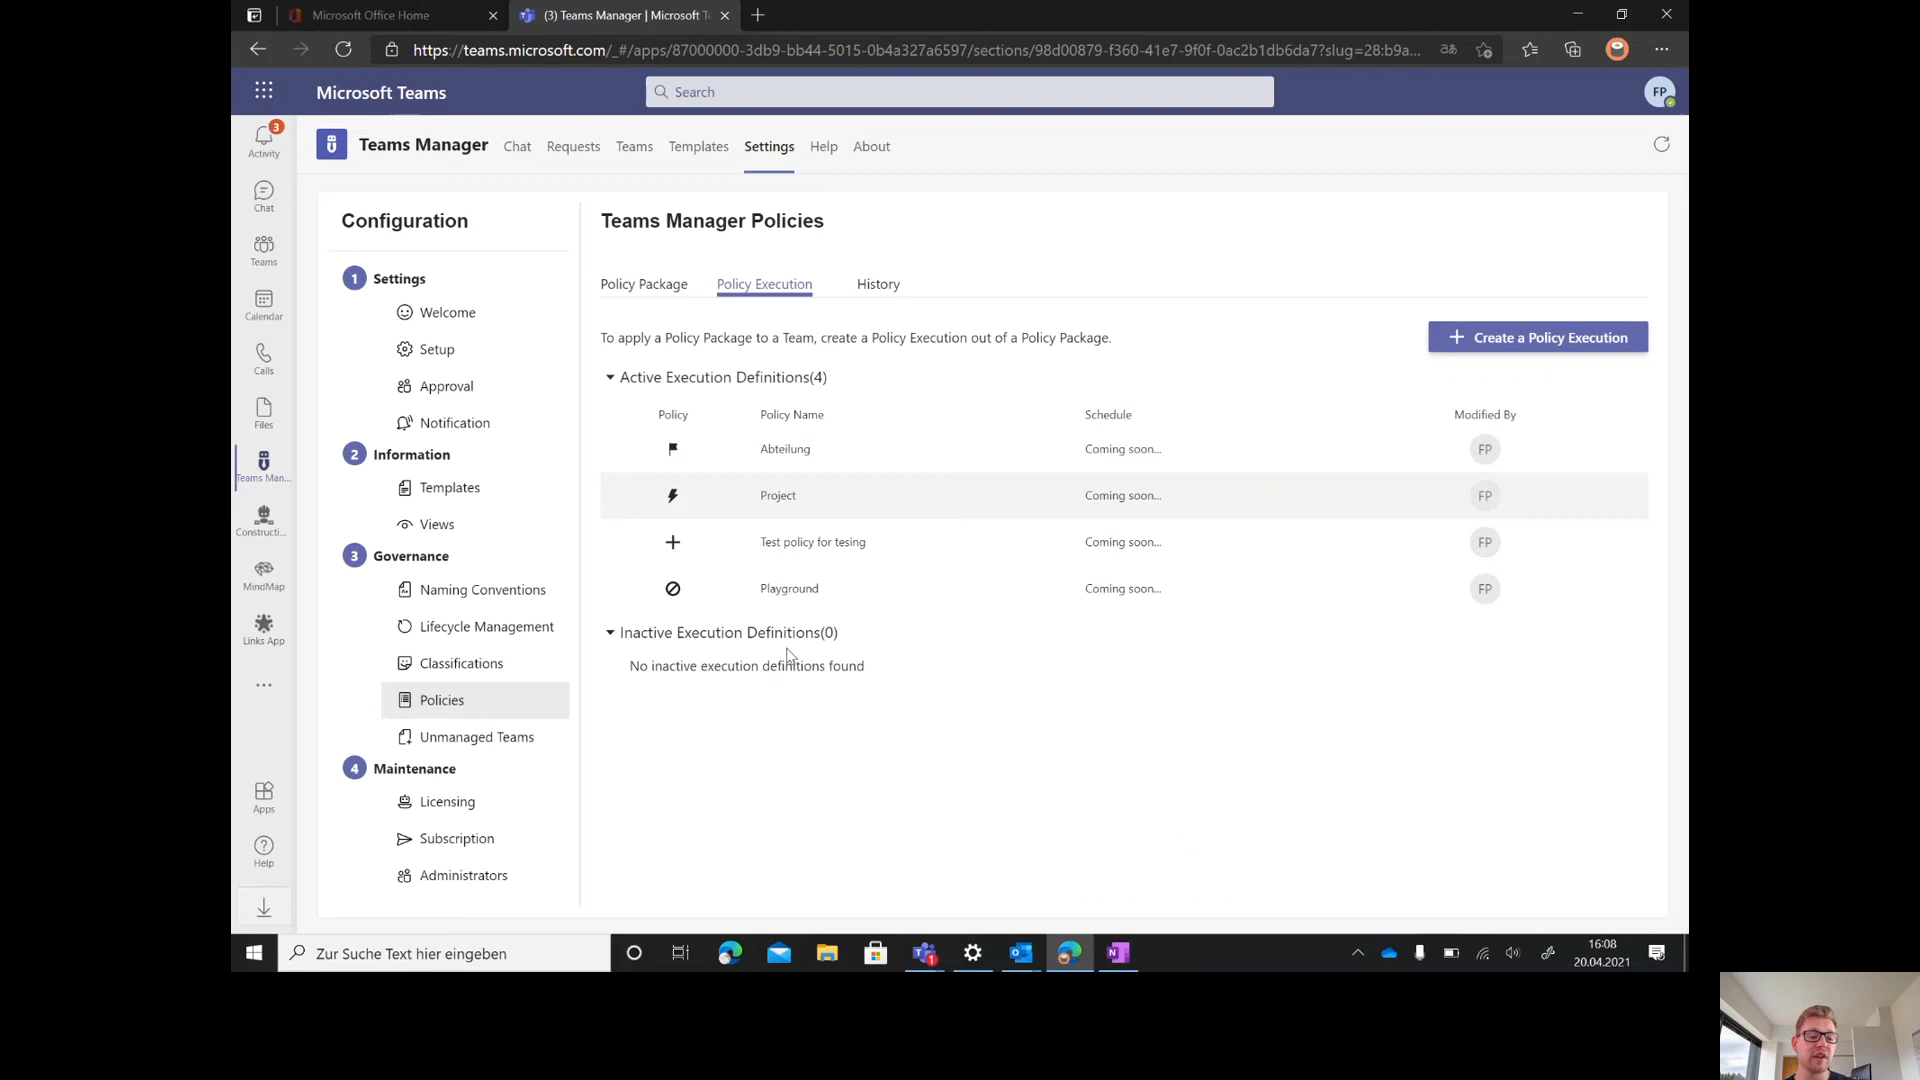 Microsoft Office Home
(3) Teams Manager | Microsoft Te
https://teams.microsoft.com/_#/apps/87000000-3db9-bb44-5015-0b4a327a6597/sections/98d00879-f360-41e7-9f0f-0ac2b1db6da7?slug=28:b9a...
Microsoft Teams
Search
FP
3
Activity
Chat
Teams
Calendar
Calls
Files
Teams Man...
Constructi...
MindMap
Links App
Apps
Help
Teams Manager
Chat
Requests
Teams
Templates
Settings
Help
About
Configuration
1 Settings
Welcome
Setup
Approval
Notification
2 Information
Templates
Views
3 Governance
Naming Conventions
Lifecycle Management
Classifications
Policies
Unmanaged Teams
4 Maintenance
Licensing
Subscription
Administrators
Teams Manager Policies
Policy Package
Policy Execution
History
To apply a Policy Package to a Team, create a Policy Execution out of a Policy Package.
Create a Policy Execution
Active Execution Definitions(4)
Policy Policy Name Schedule Modified By
Abteilung Coming soon... FP
Project Coming soon... FP
Test policy for tesing Coming soon... FP
Playground Coming soon... FP
Inactive Execution Definitions(0)
No inactive execution definitions found
Zur Suche Text hier eingeben
1
16:08
20.04.2021